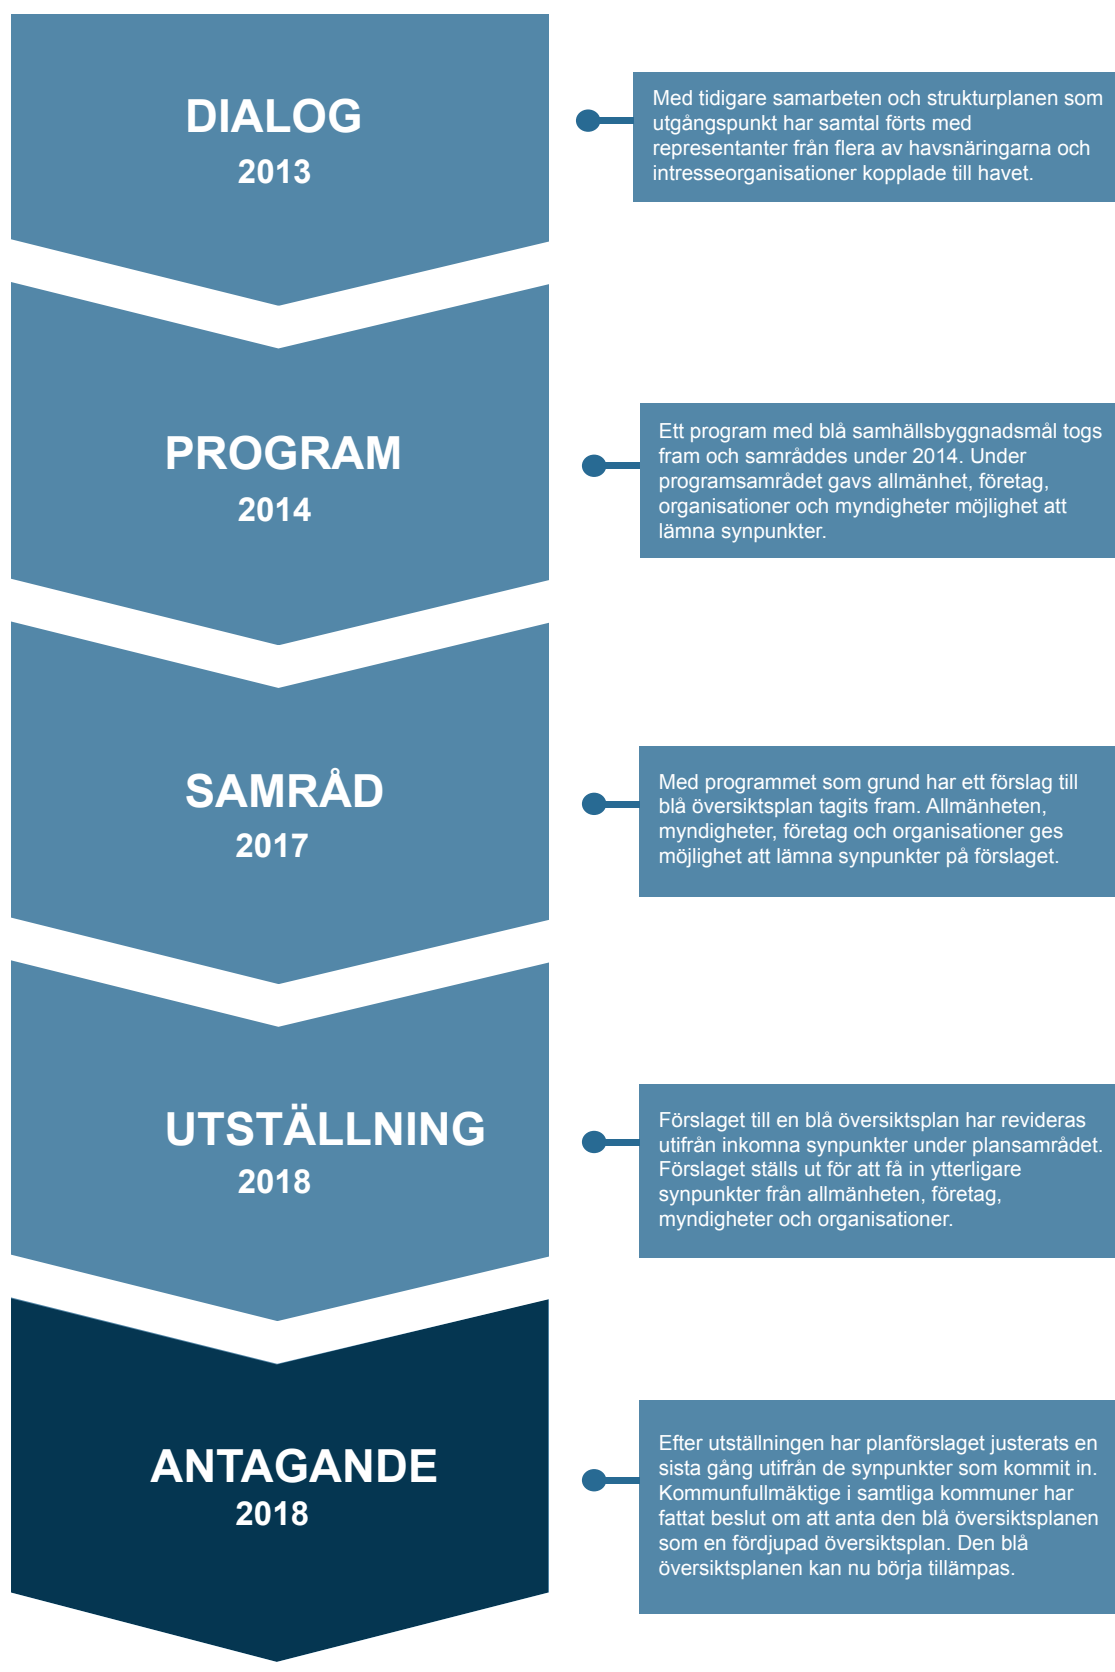 DIALOG
2013
Med tidigare samarbeten och strukturplanen som
utgångspunkt har samtal förts med
representanter från flera av havsnäringarna och
intresseorganisationer kopplade till havet.
PROGRAM
2014
Ett program med blå samhällsbyggnadsmål togs
fram och samråddes under 2014. Under
programsamrådet gavs allmänhet, företag,
organisationer och myndigheter möjlighet att
lämna synpunkter.
SAMRÅD
2017
Med programmet som grund har ett förslag till
blå översiktsplan tagits fram. Allmänheten,
myndigheter, företag och organisationer ges
möjlighet att lämna synpunkter på förslaget.
UTSTÄLLNING
2018
Förslaget till en blå översiktsplan har revideras
utifrån inkomna synpunkter under plansamrådet.
Förslaget ställs ut för att få in ytterligare
synpunkter från allmänheten, företag,
myndigheter och organisationer.
ANTAGANDE
2018
Efter utställningen har planförslaget justerats en
sista gång utifrån de synpunkter som kommit in.
Kommunfullmäktige i samtliga kommuner har
fattat beslut om att anta den blå översiktsplanen
som en fördjupad översiktsplan. Den blå
översiktsplanen kan nu börja tillämpas.